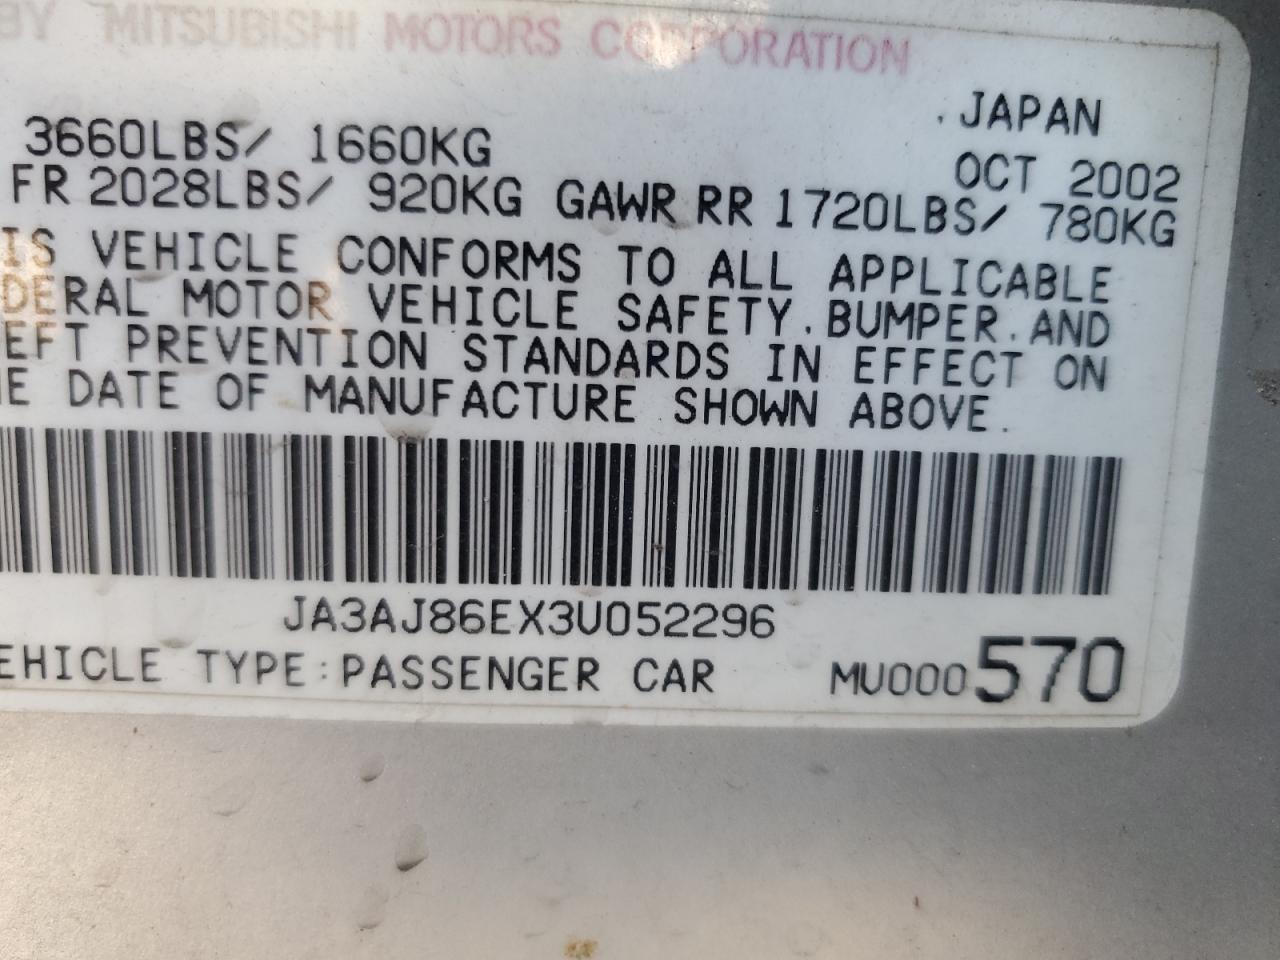 BY MITSUBISHI MOTORS CORPORATION
. JAPAN
3660LBS/ 1660KG OCT 2002
FR 2028LBS/ 920KG GAWR RR 1720LBS/ 780KG
IS VEHICLE CONFORMS TO ALL APPLICABLE
DERAL MOTOR VEHICLE SAFETY. BUMPER. AND
EFT PREVENTION STANDARDS IN EFFECT ON
E DATE OF MANUFACTURE SHOWN ABOVE.
JA3AJ86EX3U052296
EHICLE TYPE: PASSENGER CAR MU000570